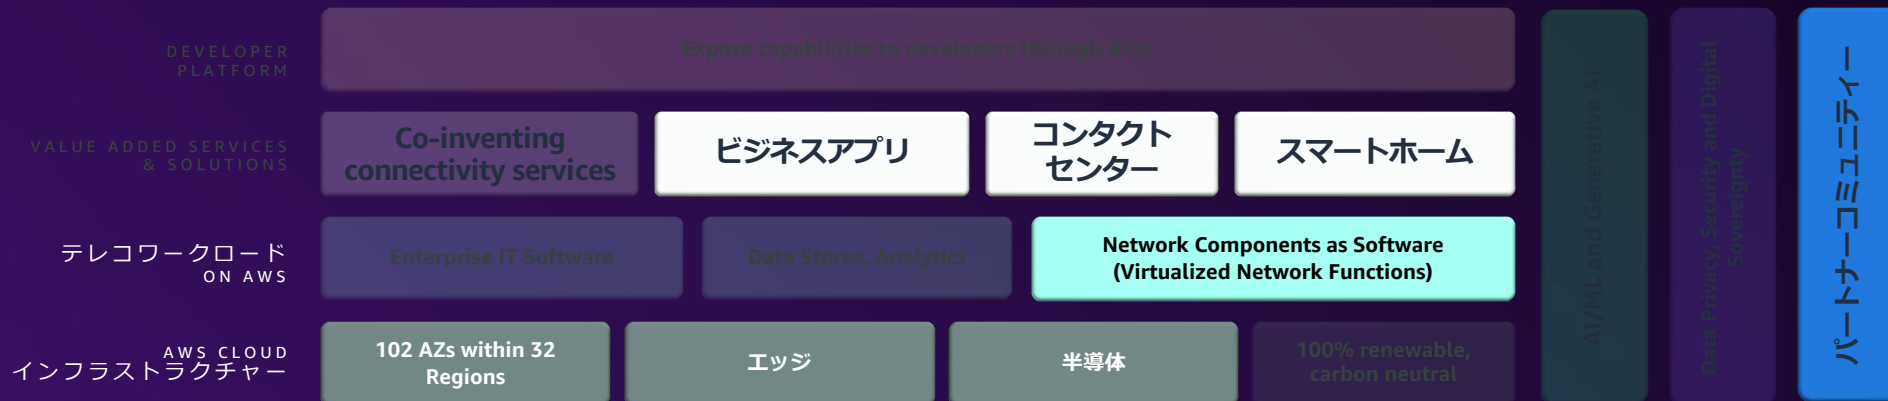 DEVELOPER
PLATFORM
Expose capabilities to developers through APIs
VALUE ADDED SERVICES
& SOLUTIONS
Co-inventing
connectivity services
ビジネスアプリ
コンタクト
センター
スマートホーム
テレコワークロード
ON AWS
Enterprise IT Software
Data Stores, Analytics
Network Components as Software
(Virtualized Network Functions)
AWS CLOUD
インフラストラクチャー
102 AZs within 32
Regions
エッジ
半導体
100% renewable,
carbon neutral
AI/ML and Generative AI
Data Privacy, Security and Digital
Sovereignty
パートナーコミュニティー